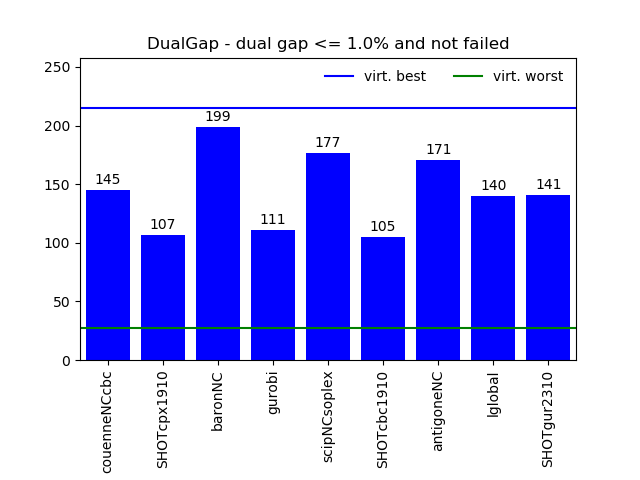 DualGap - dual gap <= 1.0% and not failed
virt. best
virt. worst
250
200
150
100
50
0
145
107
199
111
177
105
171
140
141
couenneNCcbc
SHOTcpx1910
baronNC
gurobi
scipNCsoplex
SHOTcbc1910
antigoneNC
lglobal
SHOTgur2310